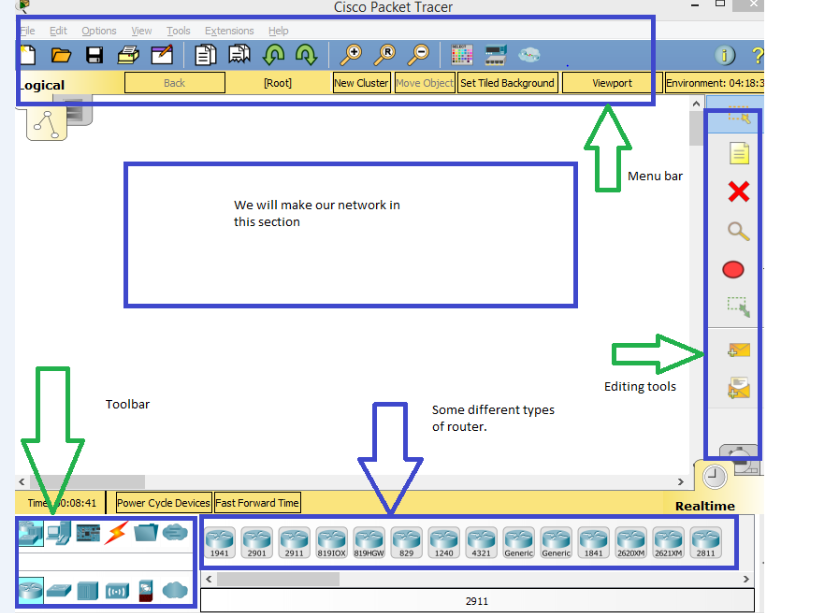 Cisco Packet Tracer
File Edit Options View Tools Extensions Help
Logical Back [Root] New Cluster Move Object Set Tiled Background Viewport Environment: 04:18:3
Menu bar
We will make our network in
this section
Editing tools
Toolbar
Some different types
of router.
Time: 00:08:41 Power Cycle Devices Fast Forward Time Realtime
1941 2901 2911 819IOX 819HGW 829 1240 4321 Generic Generic 1841 2620XM 2621XM 2811
2911